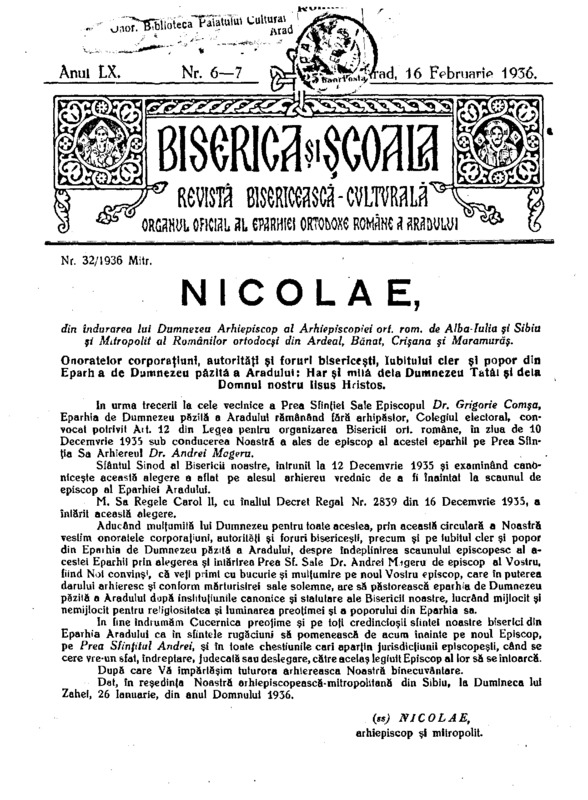 Biblioteca Palatului Cultural
Arad
Anul LX. Nr. 6—7 Arad, 16 Februarie 1936.
BISERICA ȘI ȘCOALA
REVISTĂ BISERICEASCĂ-CVLTVRALĂ
ORGANUL OFICIAL AL EPARHIEI ORTODOXE ROMÂNE A ARADULUI
Nr. 32/1936 Mitr.
NICOLAE,
din îndurarea lui Dumnezeu Arhiepiscop al Arhiepiscopiei ort. rom. de Alba-Iulia și Sibiu
și Mitropolit al Românilor ortodocși din Ardeal, Bănat, Crișana și Maramurăș.
Onoratelor corporațiuni, autorități și foruri bisericești, Iubitului cler și popor din
Eparhia de Dumnezeu păzită a Aradului: Har și milă dela Dumnezeu Tatăl și dela
Domnul nostru Iisus Hristos.
In urma trecerii la cele vecinice a Prea Sfinției Sale Episcopul Dr. Grigorie Comșa,
Eparhia de Dumnezeu păzilă a Aradului rămânând fară arhipăstor, Colegiul electoral, con-
vocal potrivit Art. 12 din Legea pentru organizarea Bisericii ort. române, în ziua de 10
Decemvrie 1935 sub conducerea Noastră a ales de episcop al acestei eparhii pe Prea Sfin-
ția Sa Arhiereul Dr. Andrei Mageru.
Sfântul Sinod al Bisericii noastre, intrunit la 12 Decemvrie 1935 și examinând cano-
nicește această alegere a aflat pe alesul arhiereu vrednic de a fi înaintat la scaunul de
episcop al Eparhiei Aradului.
M. Sa Regele Carol II, cu înaltul Decret Regal Nr. 2839 din 16 Decemvrie 1935, a
întărit această alegere.
Aducând mulțumită lui Dumnezeu pentru toate acestea, prin această circulară a Noastră
vestim onoratele corporațiuni, autorități și foruri bisericești, precum și pe iubitul cler și popor
din Eparhia de Dumnezeu păzită a Aradului, despre îndeplinirea scaunului episcopesc al a-
cestei Eparhii prin alegerea și întărirea Prea Sf. Sale Dr. Andrei Mageru de episcop al Vostru,
fiind Noi convinși, că veți primi cu bucurie și mulțumire pe noul Vostru episcop, care în puterea
darului arhieresc și conform mărturisirei sale solemne, are să păstorească eparhia de Dumnezeu
păzită a Aradului după instituțiunile canonice și statutare ale Bisericii noastre, lucrând mijlocit și
nemijlocit pentru religiositatea și luminarea preoțimei și a poporului din Eparhia sa.
In fine îndrumăm Cucernica preoțime și pe toți credincioșii sfintei noastre biserici din
Eparhia Aradului ca în sfintele rugăciuni să pomenească de acum înainte pe noul Episcop,
pe Prea Sfințitul Andrei, și în toate chestiunile cari aparțin jurisdicțiunii episcopești, când se
cere vre-un sfat, îndreptare, judecată sau deslegare, către acelaș legiuit Episcop al lor să se întoarcă.
După care Vă împărtășim tuturora arhiereasca Noastră binecuvântare.
Dat, în reședința Noastră arhiepiscopească-mitropolitană din Sibiu, la Dumineca lui
Zahei, 26 Ianuarie, din anul Domnului 1936.
(ss) NICOLAE,
arhiepiscop și mitropolit.